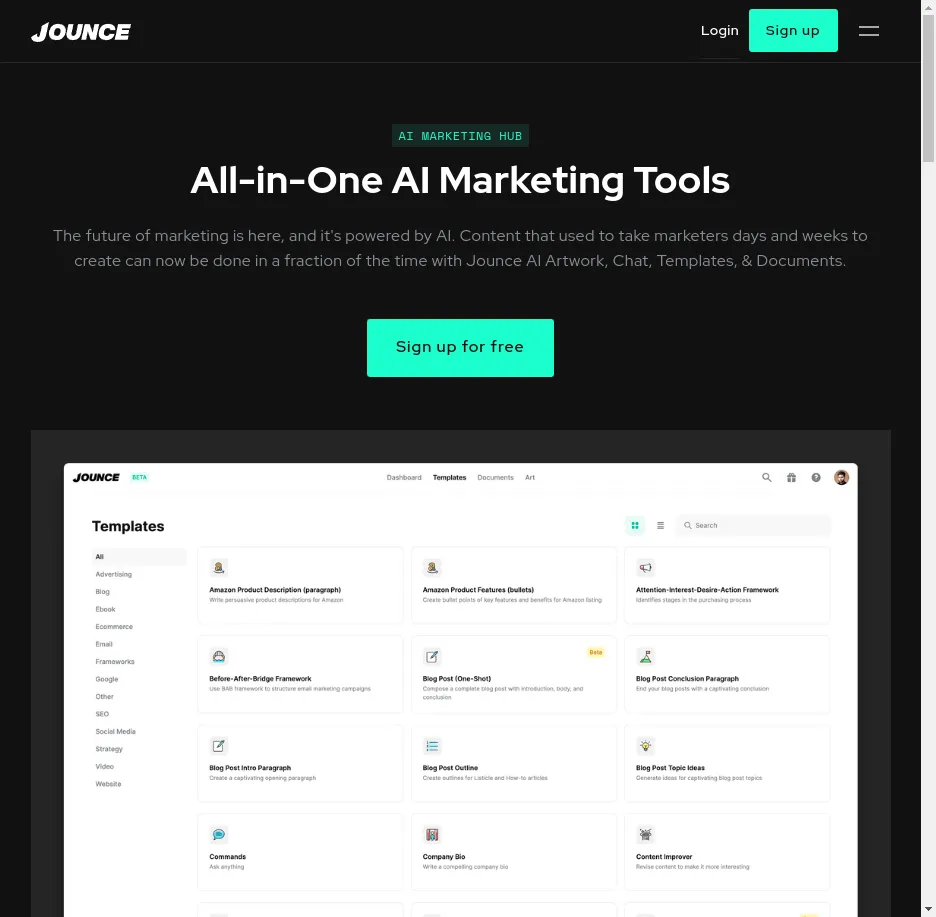 JOUNCE
Login
Sign up
AI MARKETING HUB
All-in-One AI Marketing Tools
The future of marketing is here, and it's powered by AI. Content that used to take marketers days and weeks to
create can now be done in a fraction of the time with Jounce AI Artwork, Chat, Templates, & Documents.
Sign up for free
JOUNCE BETA
Dashboard Templates Documents Art
Templates
Search
All
Advertising
Blog
Ebook
Ecommerce
Email
Frameworks
Google
Other
SEO
Social Media
Strategy
Video
Website
Amazon Product Description (paragraph)
Write persuasive product descriptions for Amazon
Amazon Product Features (bullets)
Create bullet points of key features and benefits for Amazon listing
Attention-Interest-Desire-Action Framework
Identifies stages in the purchasing process
Before-After-Bridge Framework
Use BAB framework to structure email marketing campaigns
Beta
Blog Post (One-Shot)
Compose a complete blog post with introduction, body, and
conclusion
Blog Post Conclusion Paragraph
End your blog posts with a captivating conclusion
Blog Post Intro Paragraph
Create a captivating opening paragraph
Blog Post Outline
Create outlines for Listicle and How-to articles
Blog Post Topic Ideas
Generate ideas for captivating blog post topics
Commands
Ask anything
Company Bio
Write a compelling company bio
Content Improver
Revise content to make it more interesting